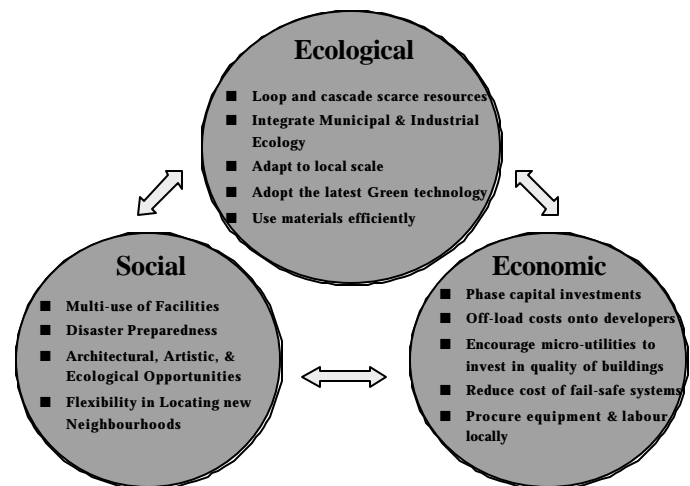 Ecological
■ Loop and cascade scarce resources
■ Integrate Municipal & Industrial
Ecology
■ Adapt to local scale
■ Adopt the latest Green technology
■ Use materials efficiently
Social
■ Multi-use of Facilities
■ Disaster Preparedness
■ Architectural, Artistic, &
Ecological Opportunities
■ Flexibility in Locating new
Neighbourhoods
Economic
■ Phase capital investments
■ Off-load costs onto developers
■ Encourage micro-utilities to
invest in quality of buildings
■ Reduce cost of fail-safe systems
■ Procure equipment & labour
locally